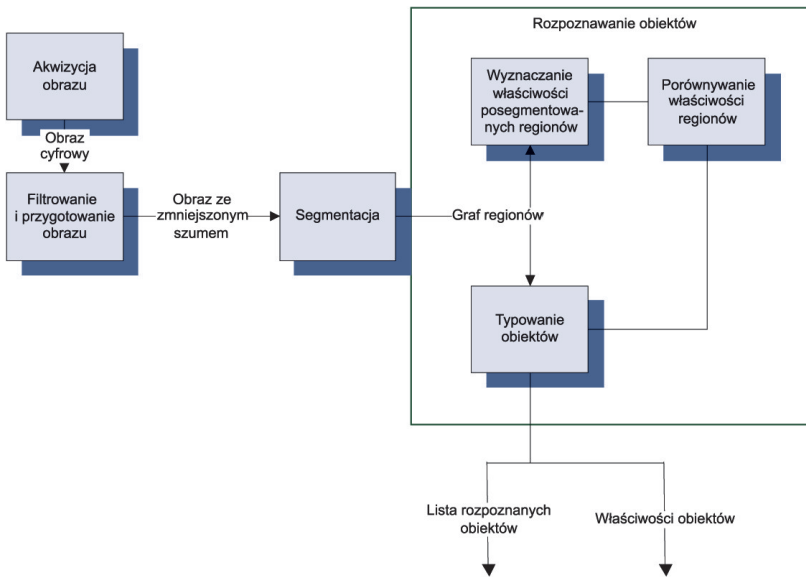 Rozpoznawanie obiektów
Akwizycja
obrazu
Obraz
cyfrowy
Filtrowanie
i przygotowanie
obrazu
Obraz ze
zmniejszonym
szumem
Segmentacja
Graf regionów
Wyznaczanie
właściwości
posegmentowa-
nych regionów
Porównywanie
właściwości
regionów
Typowanie
obiektów
Lista rozpoznanych
obiektów
Właściwości obiektów